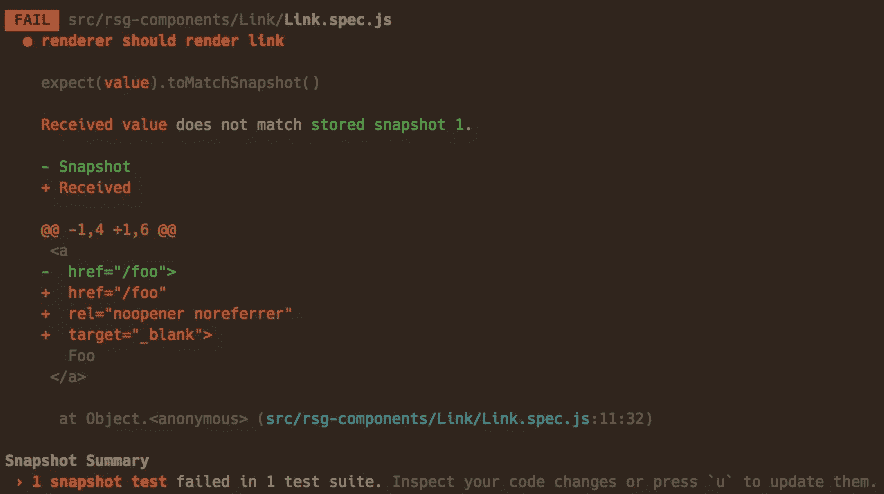 FAIL src/rsg-components/Link/Link.spec.js
● renderer should render link
expect(value).toMatchSnapshot()
Received value does not match stored snapshot 1.
- Snapshot
+ Received
@@ -1,4 +1,6 @@
<a
-  href="/foo">
+  href="/foo"
+  rel="noopener noreferrer"
+  target="_blank">
Foo
</a>
at Object.<anonymous> (src/rsg-components/Link/Link.spec.js:11:32)
Snapshot Summary
› 1 snapshot test failed in 1 test suite. Inspect your code changes or press `u` to update them.